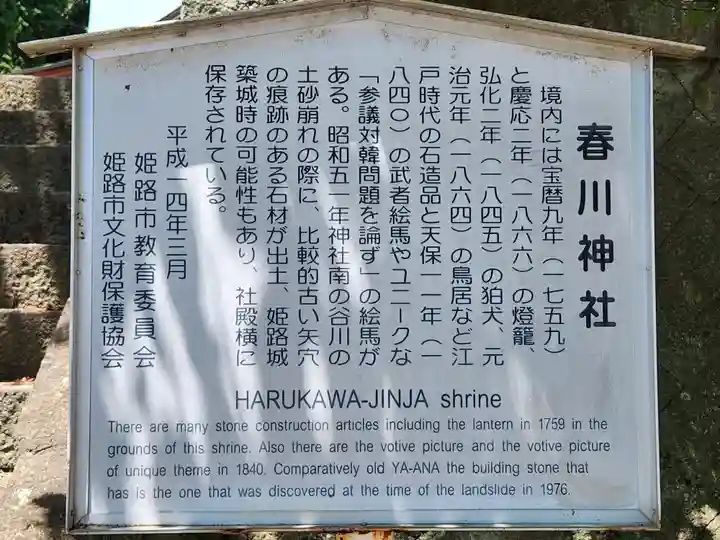 春川神社
境内には宝暦九年（一七五九）
と慶応二年（一八六六）の燈籠、
弘化二年（一八四五）の狛犬、元
治元年（一八六四）の鳥居など江
戸時代の石造品と天保一一年（一
八四〇）の武者絵馬やユニークな
「参議対韓問題を論ず」の絵馬が
ある。昭和五一年神社南の谷川の
土砂崩れの際に、比較的古い矢穴
の痕跡のある石材が出土、姫路城
築城時の可能性もあり、社殿横に
保存されている。
平成一四年三月
姫路市教育委員会
姫路市文化財保護協会
HARUKAWA-JINJA shrine
There are many stone construction articles including the lantern in 1759 in the
grounds of this shrine. Also there are the votive picture and the votive picture
of unique theme in 1840. Comparatively old YA-ANA the building stone that
has is the one that was discovered at the time of the landslide in 1976.